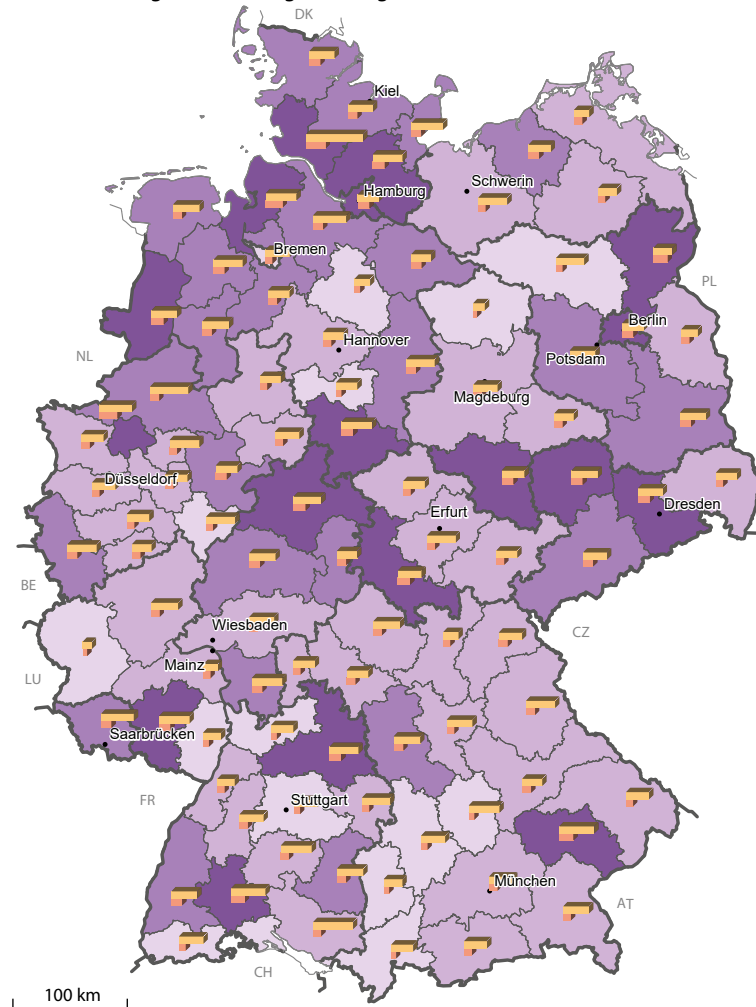 DK
Kiel
Schwerin
Hamburg
Bremen
PL
Berlin
Hannover
NL
Potsdam
Magdeburg
Düsseldorf
Dresden
Erfurt
BE
Wiesbaden
CZ
Mainz
LU
Saarbrücken
FR
Stuttgart
München
AT
CH
100 km